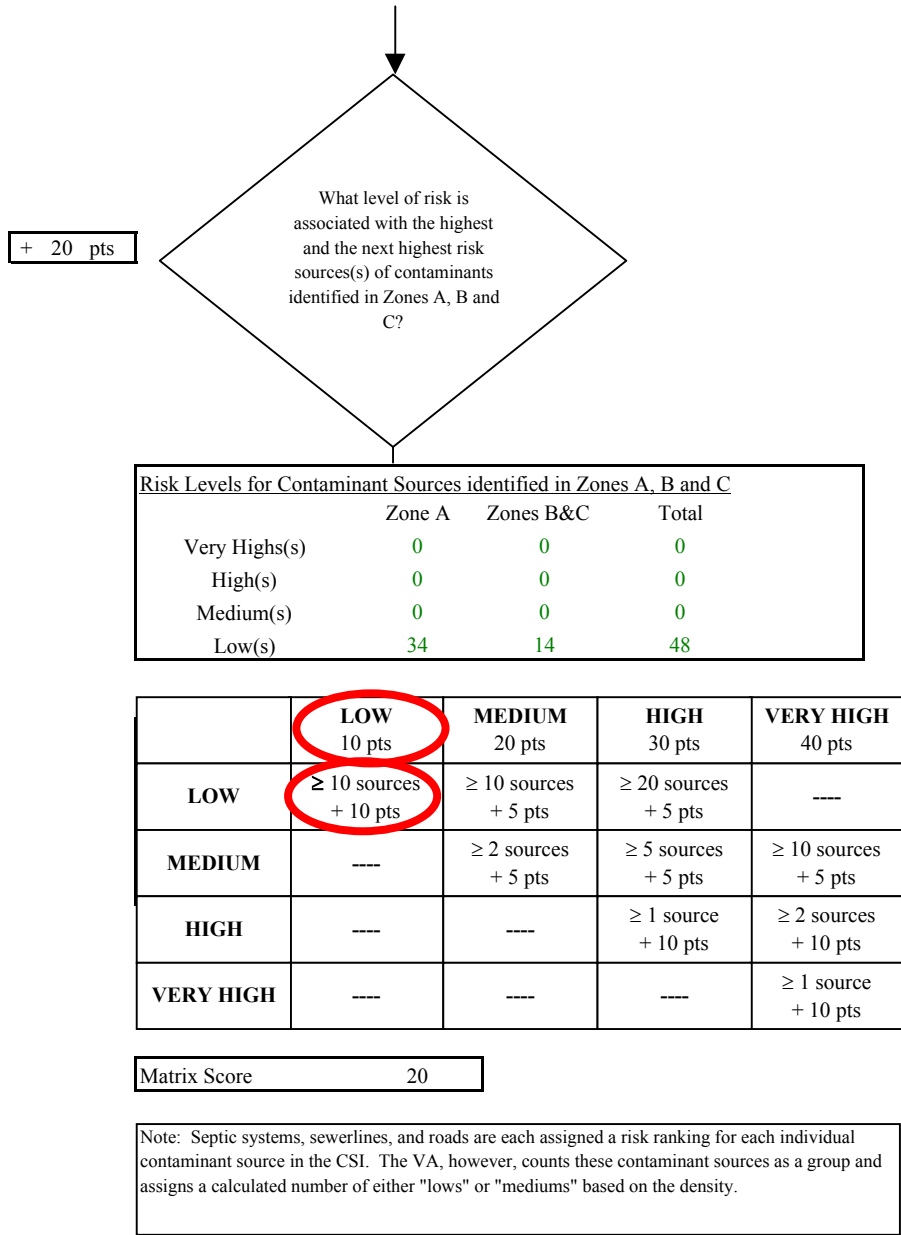 What level of risk is
associated with the highest
and the next highest risk
sources(s) of contaminants
identified in Zones A, B and
C?
+ 20 pts
Risk Levels for Contaminant Sources identified in Zones A, B and C
Zone A Zones B&C Total
Very Highs(s) 0 0 0
High(s) 0 0 0
Medium(s) 0 0 0
Low(s) 34 14 48
LOW MEDIUM HIGH VERY HIGH
10 pts 20 pts 30 pts 40 pts
LOW ≥ 10 sources ≥ 10 sources ≥ 20 sources ----
+ 10 pts + 5 pts + 5 pts
MEDIUM ---- ≥ 2 sources ≥ 5 sources ≥ 10 sources
+ 5 pts + 5 pts + 5 pts
HIGH ---- ---- ≥ 1 source ≥ 2 sources
+ 10 pts + 10 pts
VERY HIGH ---- ---- ---- ≥ 1 source
+ 10 pts
Matrix Score 20
Note: Septic systems, sewerlines, and roads are each assigned a risk ranking for each individual
contaminant source in the CSI. The VA, however, counts these contaminant sources as a group and
assigns a calculated number of either "lows" or "mediums" based on the density.